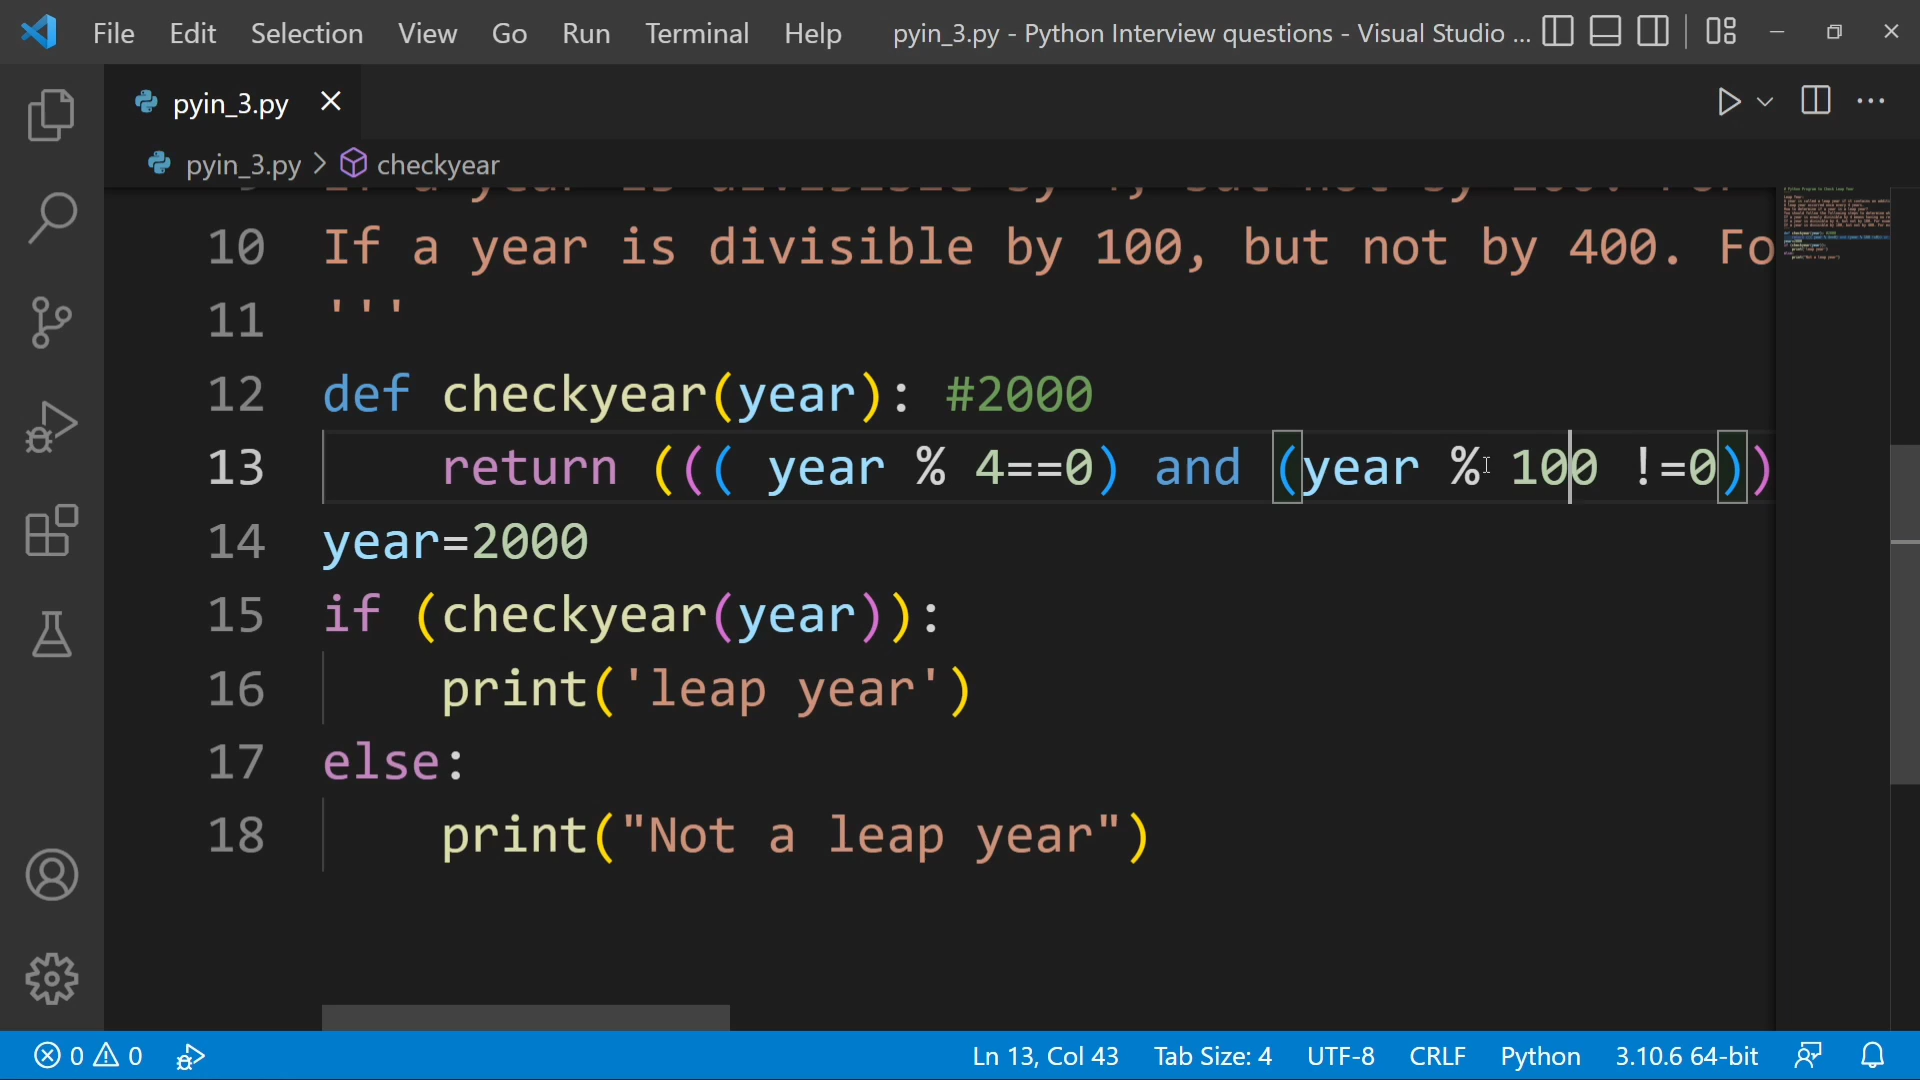 File Edit Selection View Go Run Terminal Help pyin_3.py - Python Interview questions - Visual Studio ...
pyin_3.py
pyin_3.py > checkyear
10 If a year is divisible by 100, but not by 400. Fo
11 '''
12 def checkyear(year): #2000
13 return ((( year % 4==0) and (year % 100 !=0))
14 year=2000
15 if (checkyear(year)):
16 print('leap year')
17 else:
18 print("Not a leap year")
0 0 Ln 13, Col 43 Tab Size: 4 UTF-8 CRLF Python 3.10.6 64-bit